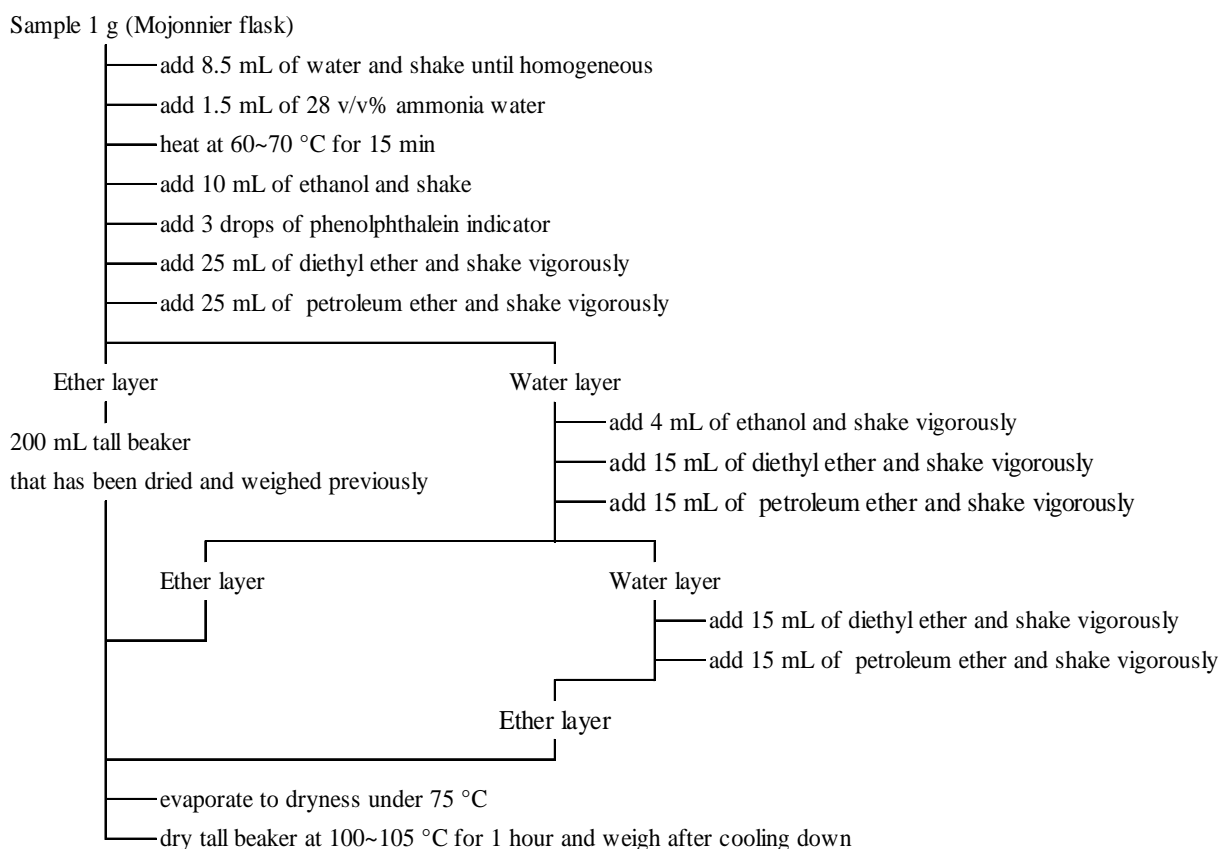 Sample 1 g (Mojonnier flask)
add 8.5 mL of water and shake until homogeneous
add 1.5 mL of 28 v/v% ammonia water
heat at 60~70 °C for 15 min
add 10 mL of ethanol and shake
add 3 drops of phenolphthalein indicator
add 25 mL of diethyl ether and shake vigorously
add 25 mL of petroleum ether and shake vigorously
Ether layer
Water layer
200 mL tall beaker
that has been dried and weighed previously
add 4 mL of ethanol and shake vigorously
add 15 mL of diethyl ether and shake vigorously
add 15 mL of petroleum ether and shake vigorously
Ether layer
Water layer
add 15 mL of diethyl ether and shake vigorously
add 15 mL of petroleum ether and shake vigorously
Ether layer
evaporate to dryness under 75 °C
dry tall beaker at 100~105 °C for 1 hour and weigh after cooling down